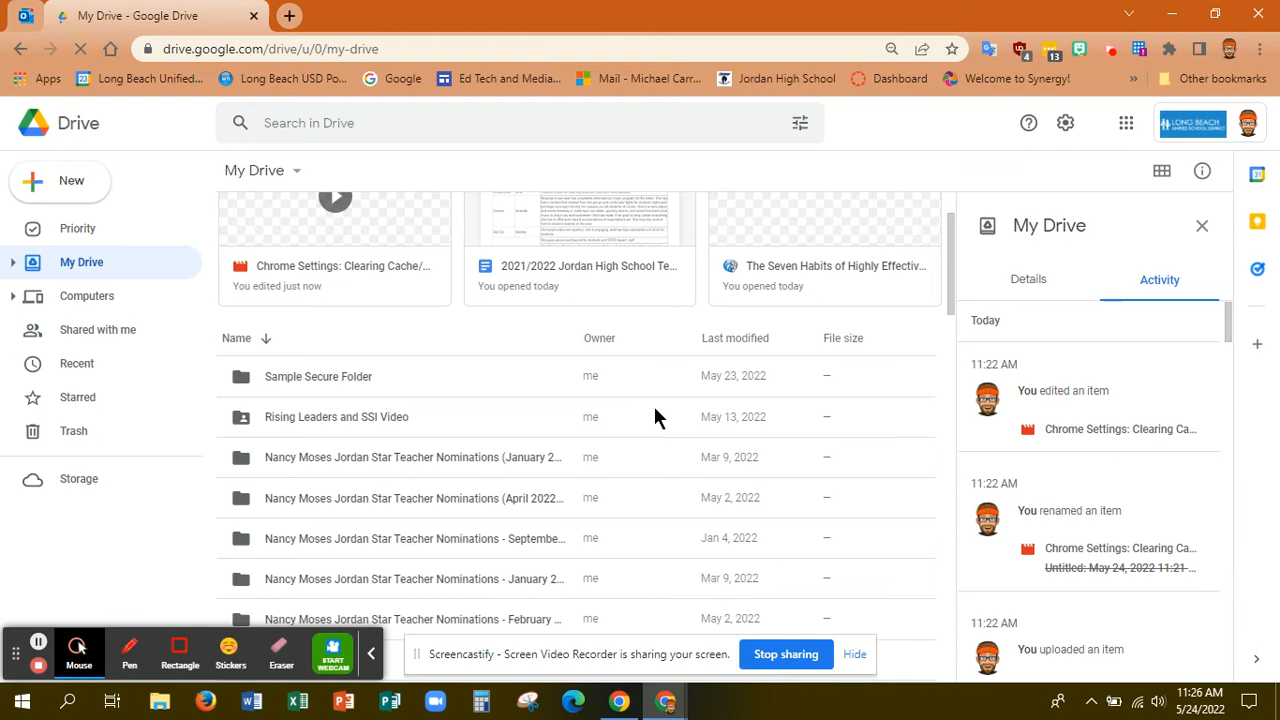 My Drive - Google Drive
drive.google.com/drive/u/0/my-drive
4
13
Apps
Long Beach Unified...
Long Beach USD Po...
Google
Ed Tech and Media...
Mail - Michael Carr...
Jordan High School
Dashboard
Welcome to Synergy!
Other bookmarks
Drive
Search in Drive
LONG BEACH
New
My Drive
Priority
My Drive
Computers
Shared with me
Recent
Starred
Trash
Storage
Chrome Settings: Clearing Cache/...
You edited just now
2021/2022 Jordan High School Te...
You opened today
The Seven Habits of Highly Effectiv...
You opened today
Name
Owner
Last modified
File size
Sample Secure Folder
me
May 23, 2022
–
Rising Leaders and SSI Video
me
May 13, 2022
–
Nancy Moses Jordan Star Teacher Nominations (January 2...
me
Mar 9, 2022
–
Nancy Moses Jordan Star Teacher Nominations (April 2022...
me
May 2, 2022
–
Nancy Moses Jordan Star Teacher Nominations - Septembe...
me
Jan 4, 2022
–
Nancy Moses Jordan Star Teacher Nominations - January 2...
me
Mar 9, 2022
–
Nancy Moses Jordan Star Teacher Nominations - February ...
me
May 2, 2022
–
My Drive
Details
Activity
Today
11:22 AM
You edited an item
Chrome Settings: Clearing Ca...
11:22 AM
You renamed an item
Chrome Settings: Clearing Ca...
Untitled: May 24, 2022 11:21 ...
11:22 AM
You uploaded an item
Mouse
Pen
Rectangle
Stickers
Eraser
START WEBCAM
Screencastify - Screen Video Recorder is sharing your screen.
Stop sharing
Hide
11:26 AM
5/24/2022